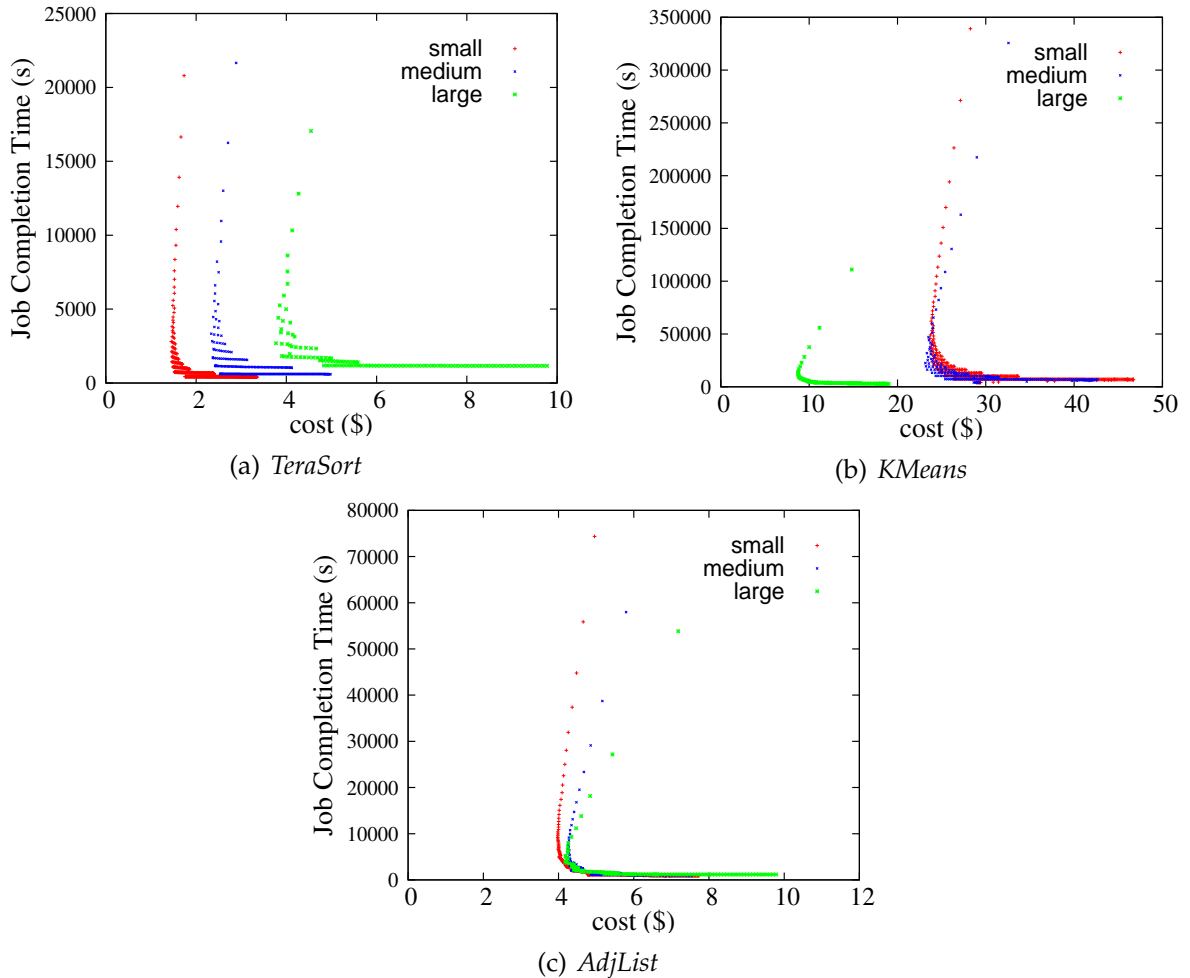 25000
20000
15000
10000
5000
0
0 2 4 6 8 10
Job Completion Time (s)
cost ($)
small
medium
large
(a) TeraSort
350000
300000
250000
200000
150000
100000
50000
0
0 10 20 30 40 50
Job Completion Time (s)
cost ($)
small
medium
large
(b) KMeans
80000
70000
60000
50000
40000
30000
20000
10000
0
0 2 4 6 8 10 12
Job Completion Time (s)
cost ($)
small
medium
large
(c) AdjList